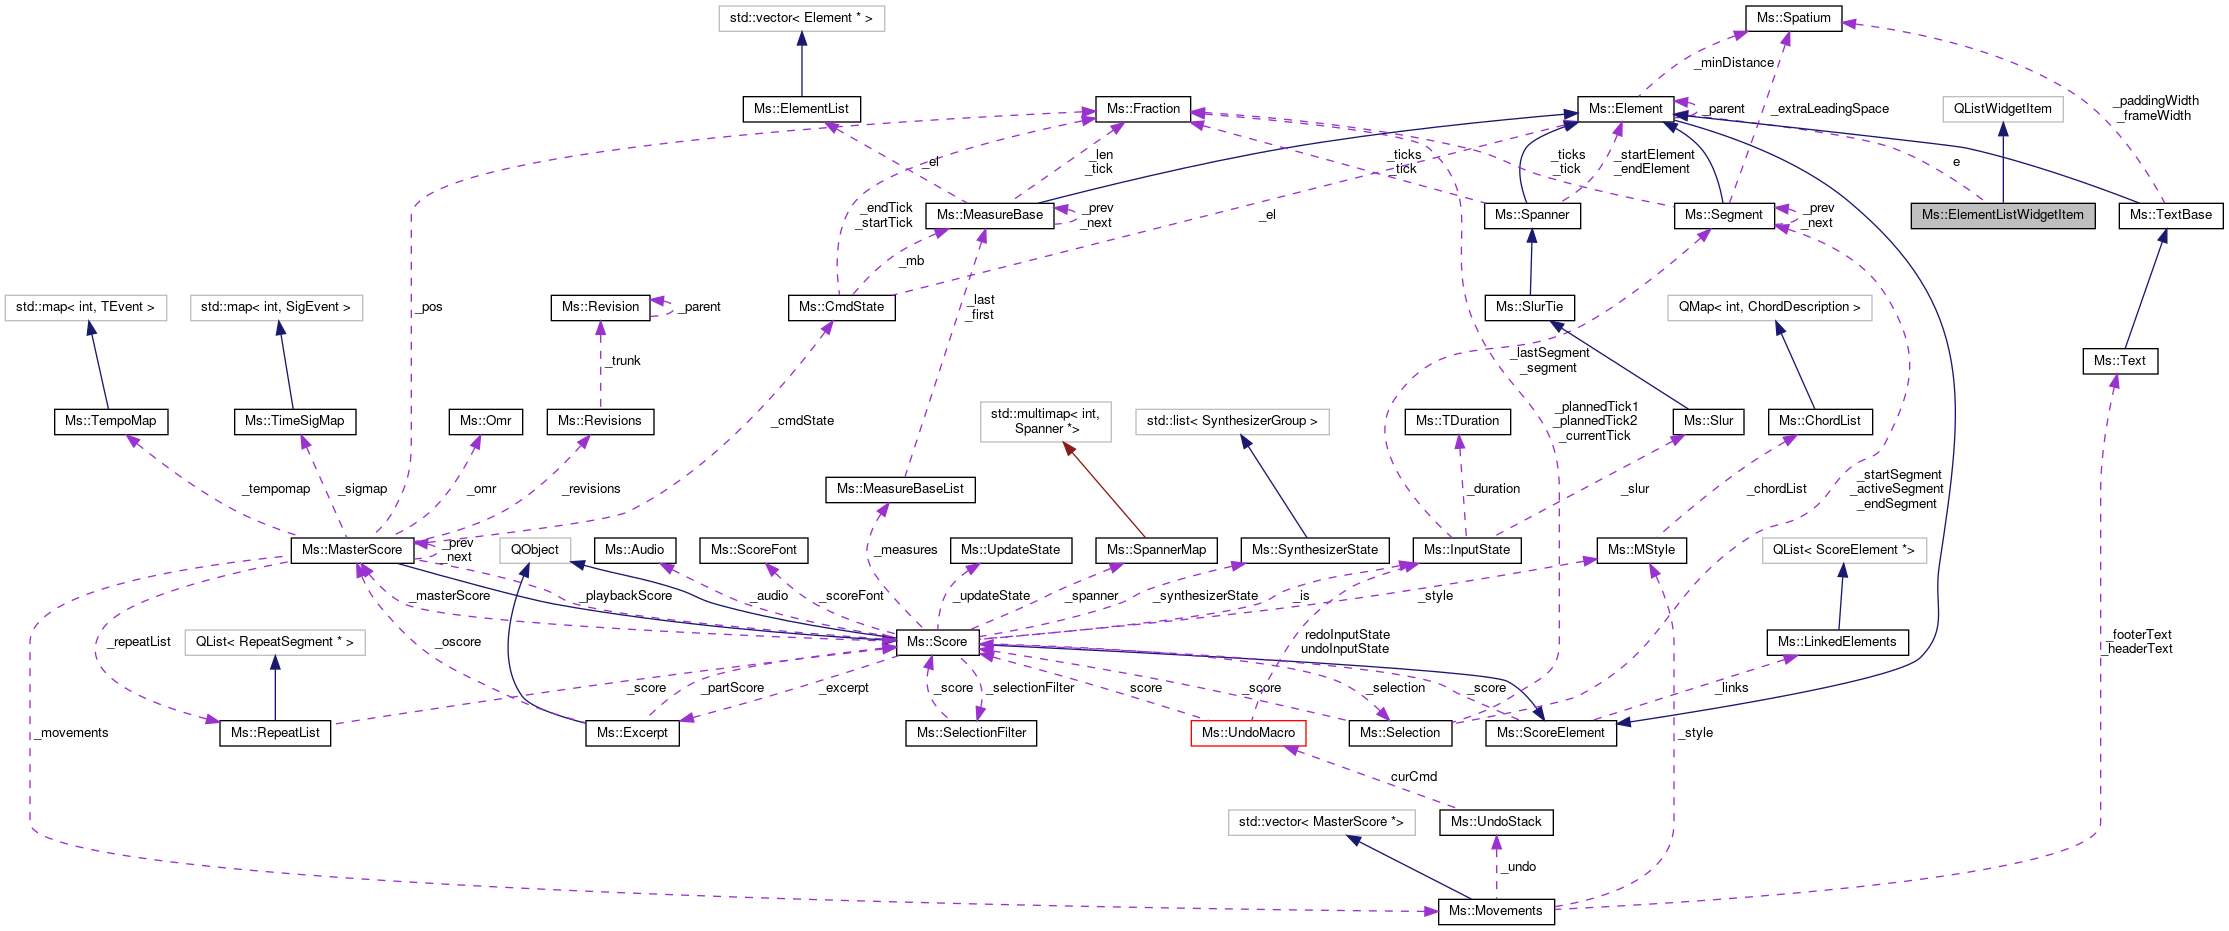 std::vector< Element * >
Ms::Spatium
_minDistance
Ms::ElementList
Ms::Fraction
Ms::Element
_parent
_extraLeadingSpace
QListWidgetItem
_paddingWidth
_frameWidth
_el
_len
_tick
_ticks
_tick
_ticks
_tick
_startElement
_endElement
e
_endTick
_startTick
Ms::MeasureBase
_prev
_next
_el
Ms::Spanner
Ms::Segment
_prev
_next
Ms::ElementListWidgetItem
Ms::TextBase
_mb
std::map< int, TEvent >
std::map< int, SigEvent >
_pos
Ms::Revision
_parent
Ms::CmdState
_last
_first
Ms::SlurTie
QMap< int, ChordDescription >
_trunk
_lastSegment
_segment
Ms::Text
Ms::TempoMap
Ms::TimeSigMap
Ms::Omr
Ms::Revisions
_cmdState
std::multimap< int,
Spanner *>
std::list< SynthesizerGroup >
Ms::TDuration
_plannedTick1
_plannedTick2
_currentTick
Ms::Slur
Ms::ChordList
_tempomap
_sigmap
_omr
_revisions
Ms::MeasureBaseList
_duration
_slur
_chordList
_startSegment
_activeSegment
_endSegment
Ms::MasterScore
_prev
_next
QObject
Ms::Audio
Ms::ScoreFont
_measures
Ms::UpdateState
Ms::SpannerMap
Ms::SynthesizerState
Ms::InputState
Ms::MStyle
QList< ScoreElement *>
_masterScore
_playbackScore
_audio
_scoreFont
_updateState
_spanner
_synthesizerState
_is
_style
QList< RepeatSegment * >
_repeatList
_oscore
Ms::Score
redoInputState
undoInputState
Ms::LinkedElements
_footerText
_headerText
_score
_partScore
_excerpt
_score
_selectionFilter
score
_score
_selection
_score
_links
_movements
Ms::RepeatList
Ms::Excerpt
Ms::SelectionFilter
Ms::UndoMacro
Ms::Selection
Ms::ScoreElement
_style
curCmd
std::vector< MasterScore *>
Ms::UndoStack
_undo
Ms::Movements